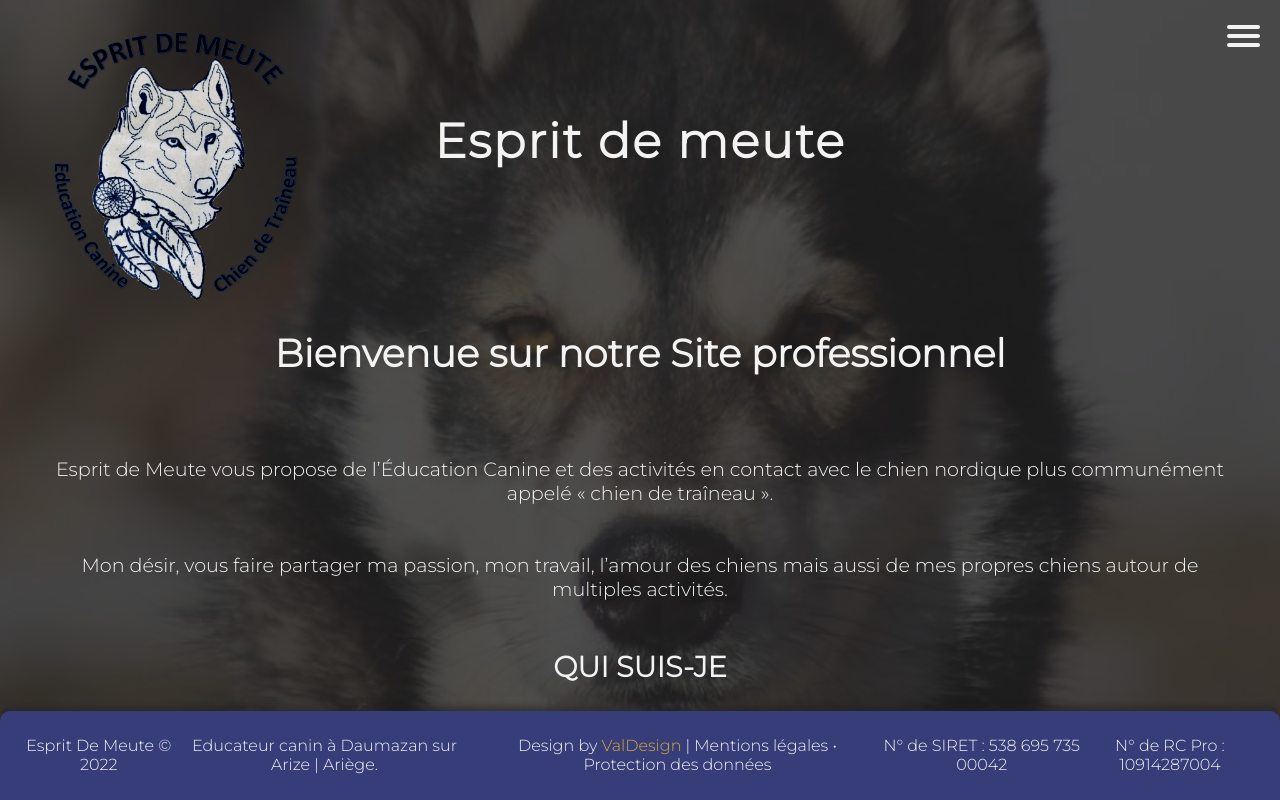 ESPRIT DE MEUTE
Education Canine
Chien de Traîneau
Esprit de meute
Bienvenue sur notre Site professionnel
Esprit de Meute vous propose de l’Éducation Canine et des activités en contact avec le chien nordique plus communément
appelé « chien de traîneau ».
Mon désir, vous faire partager ma passion, mon travail, l’amour des chiens mais aussi de mes propres chiens autour de
multiples activités.
QUI SUIS-JE
Esprit De Meute ©
2022
Educateur canin à Daumazan sur
Arize | Ariège.
Design by ValDesign | Mentions légales •
Protection des données
N° de SIRET : 538 695 735
00042
N° de RC Pro :
10914287004